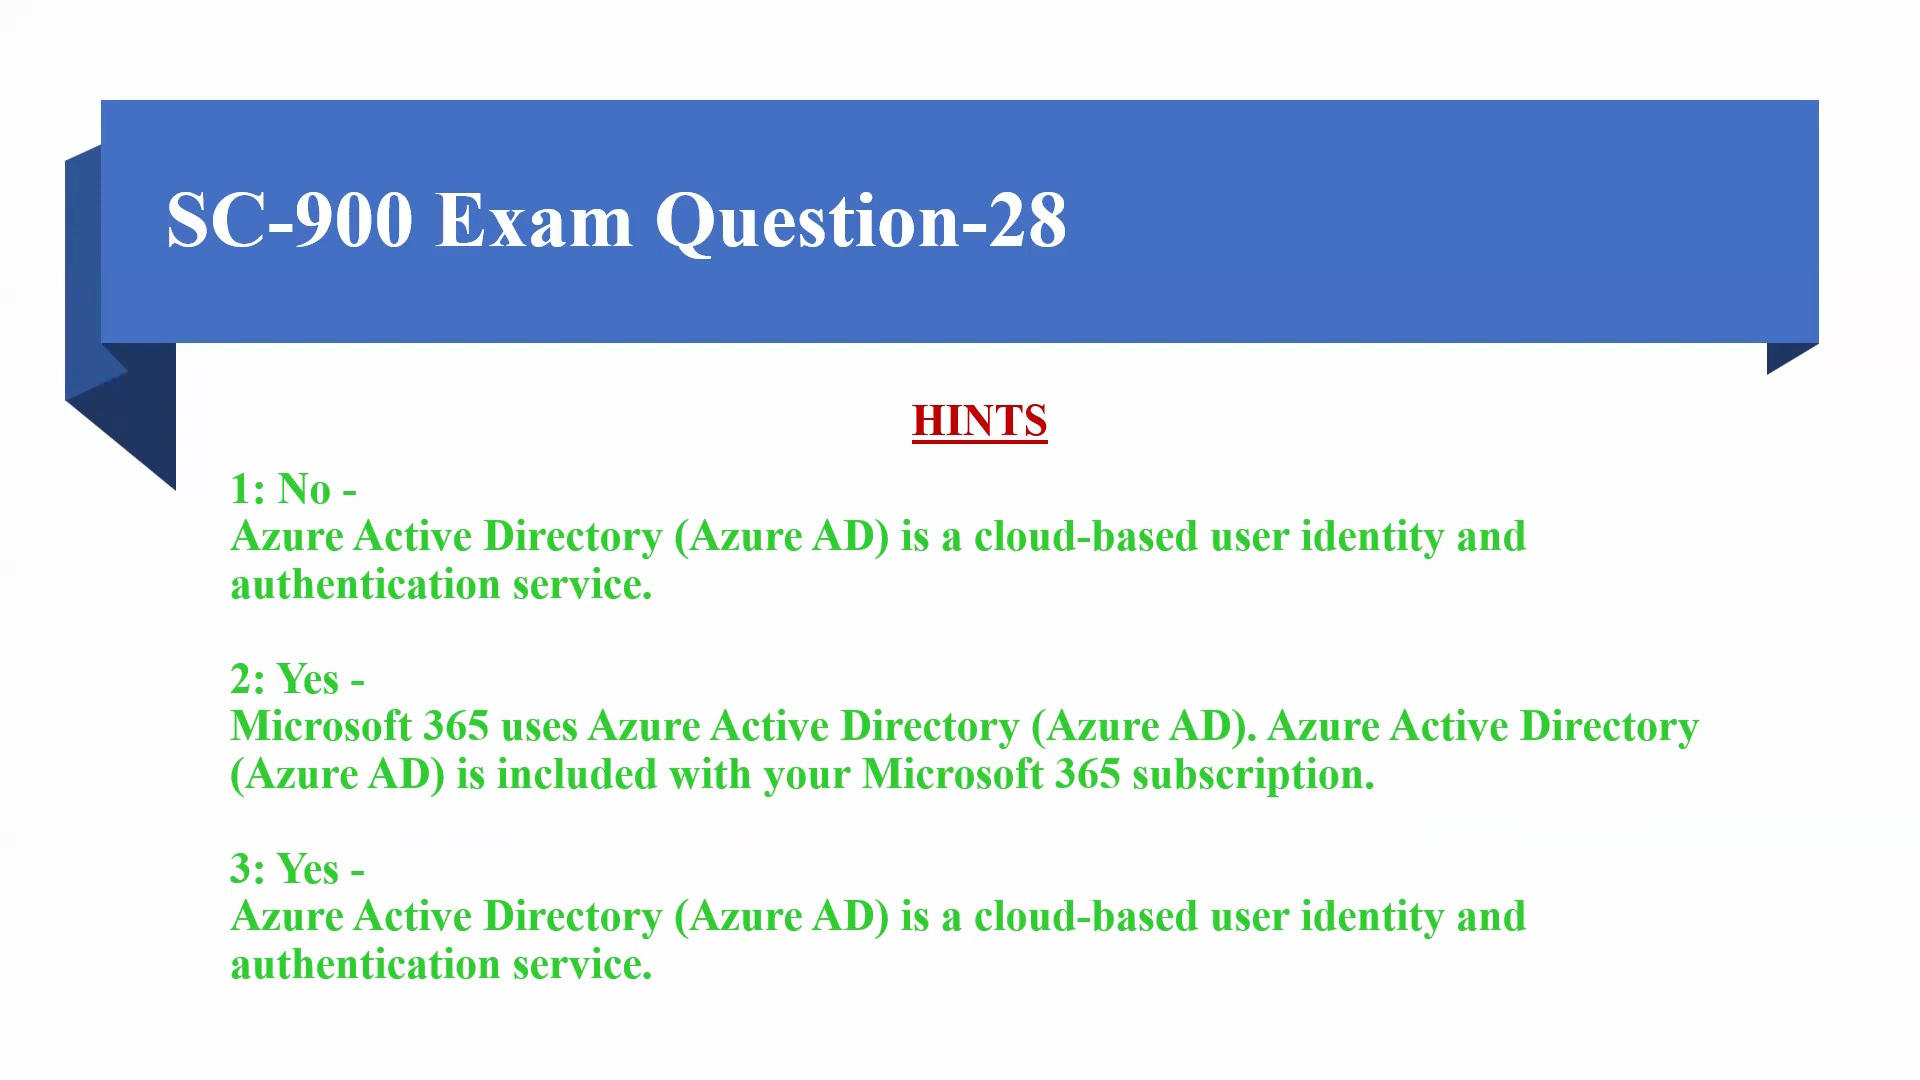 SC-900 Exam Question-28
HINTS
1: No -
Azure Active Directory (Azure AD) is a cloud-based user identity and
authentication service.
2: Yes -
Microsoft 365 uses Azure Active Directory (Azure AD). Azure Active Directory
(Azure AD) is included with your Microsoft 365 subscription.
3: Yes -
Azure Active Directory (Azure AD) is a cloud-based user identity and
authentication service.